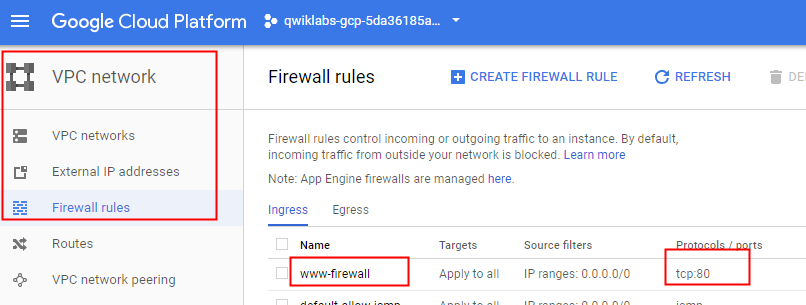 Google Cloud Platform
qwiklabs-gcp-5da36185a...
VPC network
Firewall rules
CREATE FIREWALL RULE
REFRESH
DE
VPC networks
External IP addresses
Firewall rules
Routes
VPC network peering
Firewall rules control incoming or outgoing traffic to an instance. By default,
incoming traffic from outside your network is blocked. Learn more
Note: App Engine firewalls are managed here.
Ingress Egress
Name Targets Source filters Protocols / ports
www-firewall Apply to all IP ranges: 0.0.0.0/0 tcp:80
default-allow-icmp Apply to all IP ranges: 0.0.0.0/0 icmp